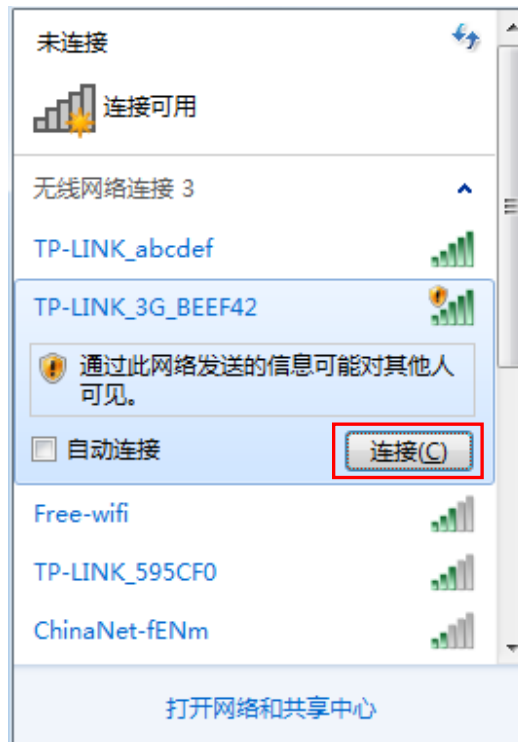 未连接
连接可用
无线网络连接 3
TP-LINK_abcdef
TP-LINK_3G_BEEF42
通过此网络发送的信息可能对其他人
可见。
自动连接
连接(C)
Free-wifi
TP-LINK_595CF0
ChinaNet-fENm
打开网络和共享中心